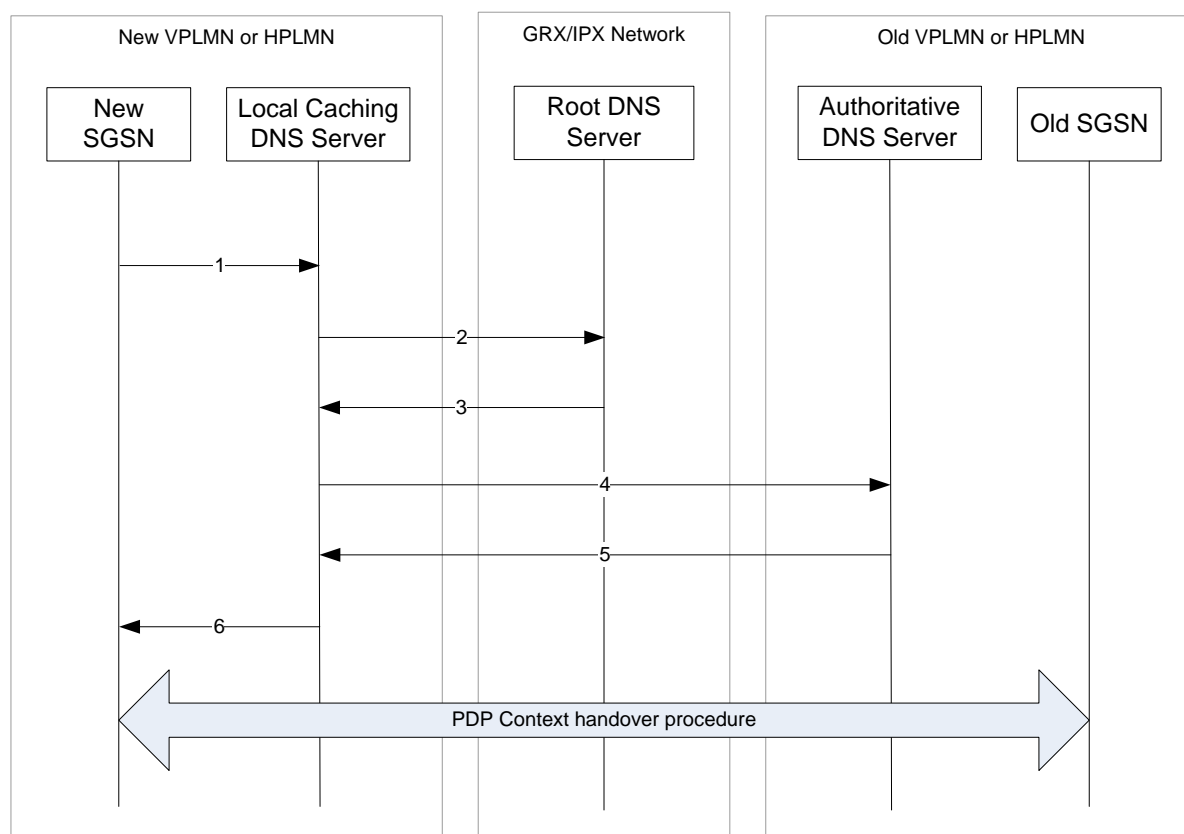 New VPLMN or HPLMN
GRX/IPX Network
Old VPLMN or HPLMN
New
SGSN
Local Caching
DNS Server
Root DNS
Server
Authoritative
DNS Server
Old SGSN
1
2
3
4
5
6
PDP Context handover procedure